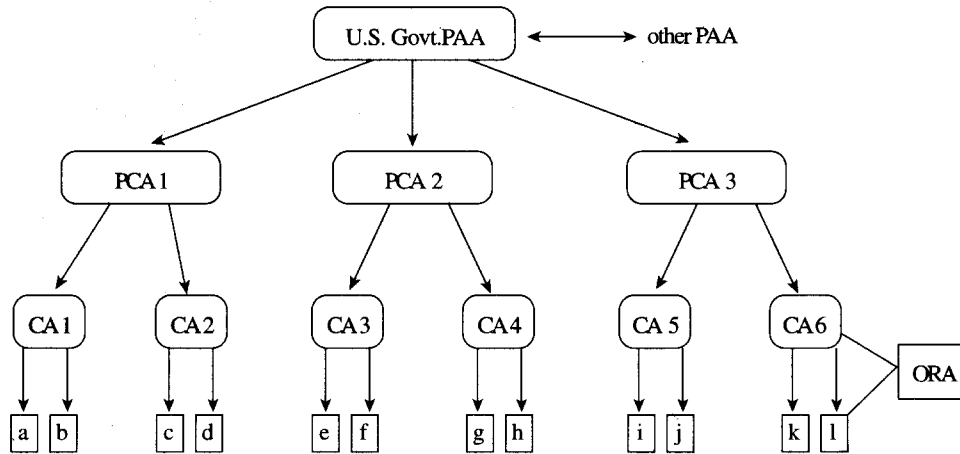 U.S. Govt.PAA
other PAA
PCA 1
PCA 2
PCA 3
CA 1
CA 2
CA 3
CA 4
CA 5
CA 6
ORA
a
b
c
d
e
f
g
h
i
j
k
l